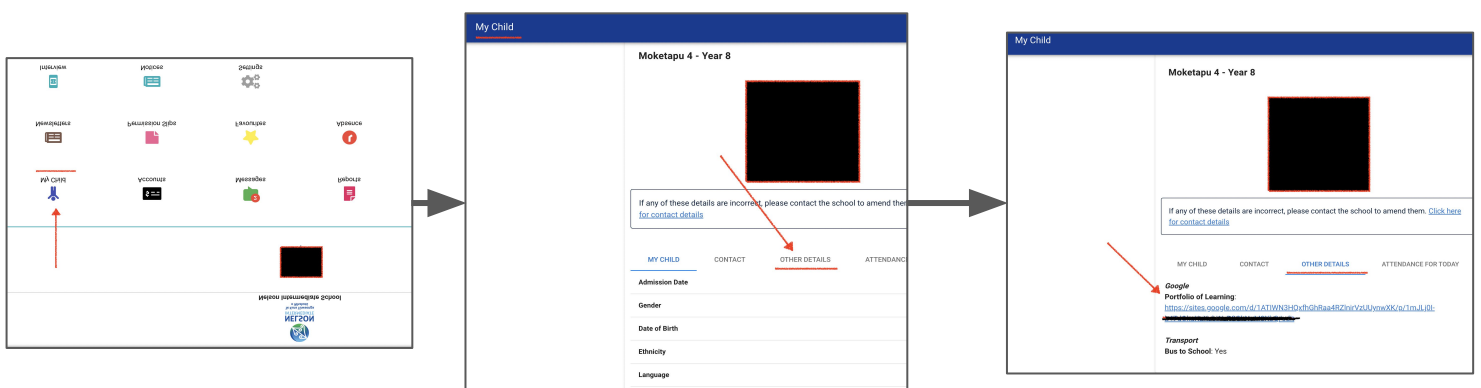 NELSON
INTERMEDIATE
Nelson Intermediate School
My Child
Accounts
Messages
Reports
Newsletters
Permission Slips
Favourites
Absence
Interview
Notices
Settings
My Child
Moketapu 4 - Year 8
If any of these details are incorrect, please contact the school to amend
for contact details
MY CHILD CONTACT OTHER DETAILS ATTENDANCE
Admission Date
Gender
Date of Birth
Ethnicity
Language
My Child
Moketapu 4 - Year 8
If any of these details are incorrect, please contact the school to amend them. Click here
for contact details
MY CHILD CONTACT OTHER DETAILS ATTENDANCE FOR TODAY
Google
Portfolio of Learning:
https://sites.google.com/d/1ATIWN3HOxfhGhRaa4RZlnirVzUUynwXK/p/1mJLj0I-
Transport
Bus to School: Yes